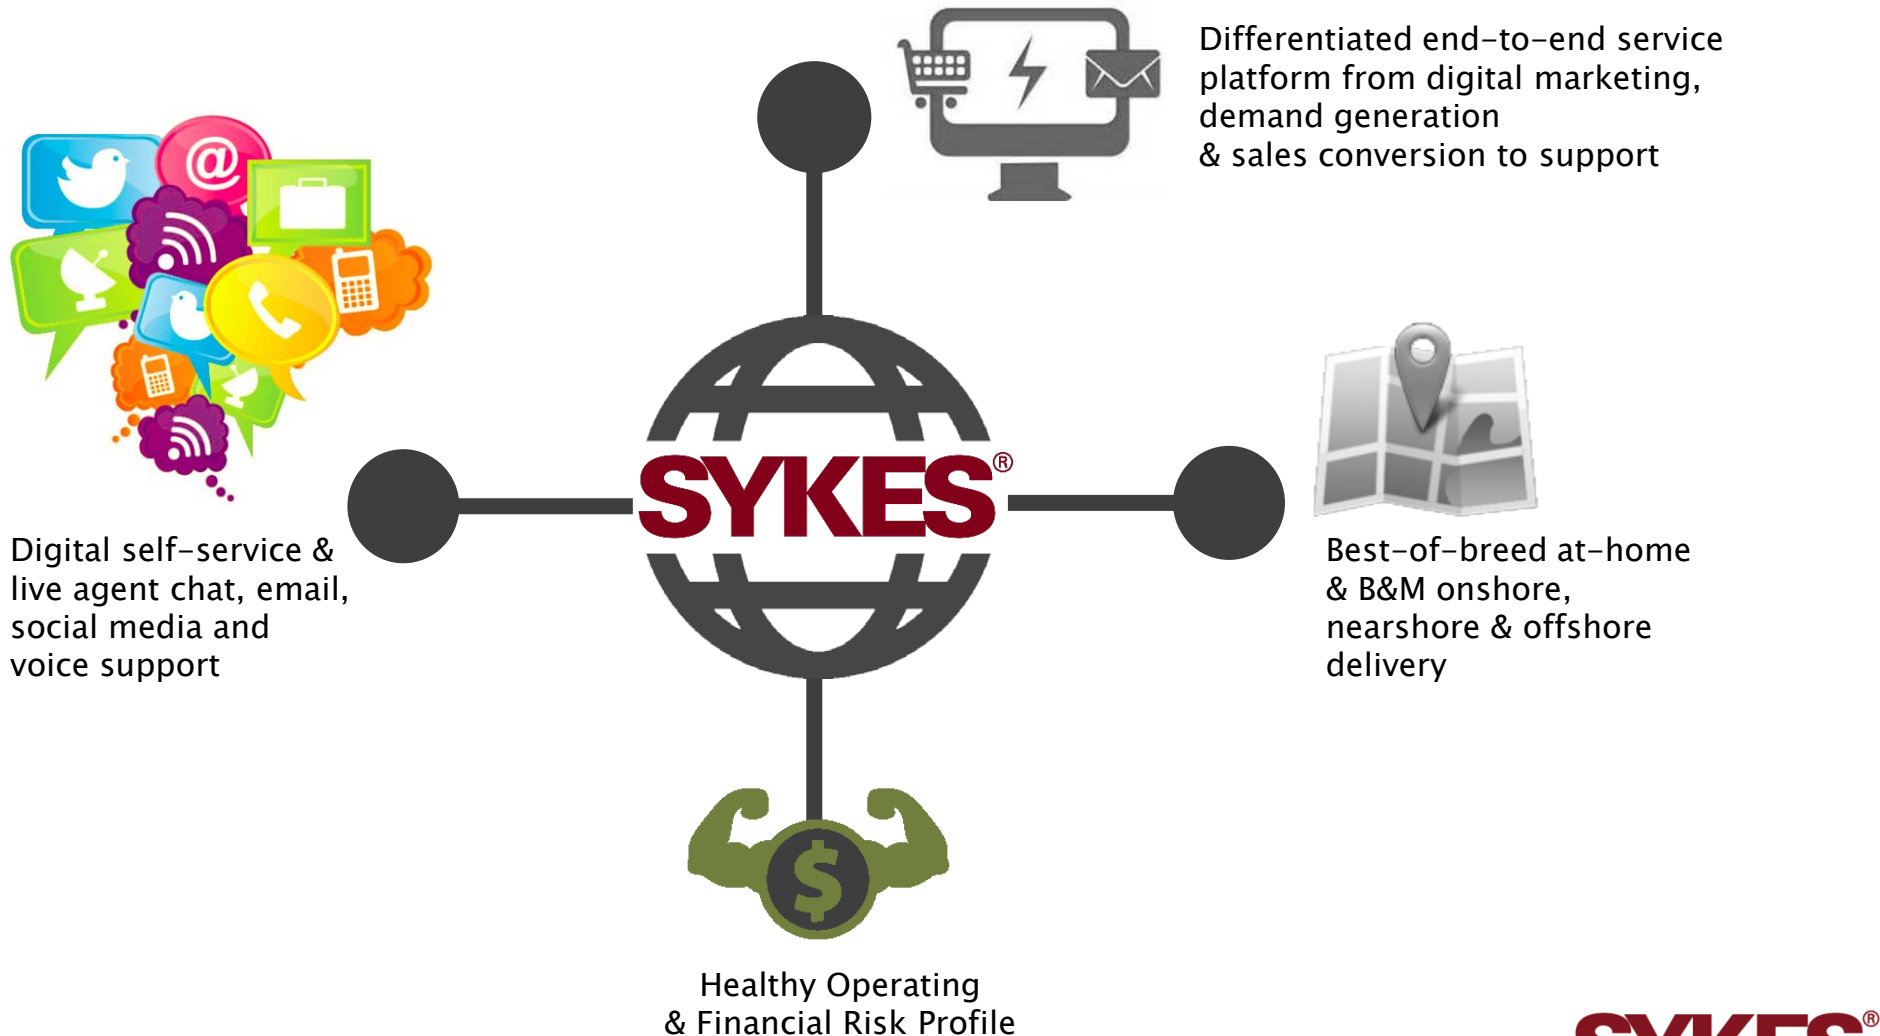 Differentiated end-to-end service
platform from digital marketing,
demand generation
& sales conversion to support
@
SYKES®
Digital self-service &
live agent chat, email,
social media and
voice support
Best-of-breed at-home
& B&M onshore,
nearshore & offshore
delivery
$
Healthy Operating
& Financial Risk Profile
SYKES®